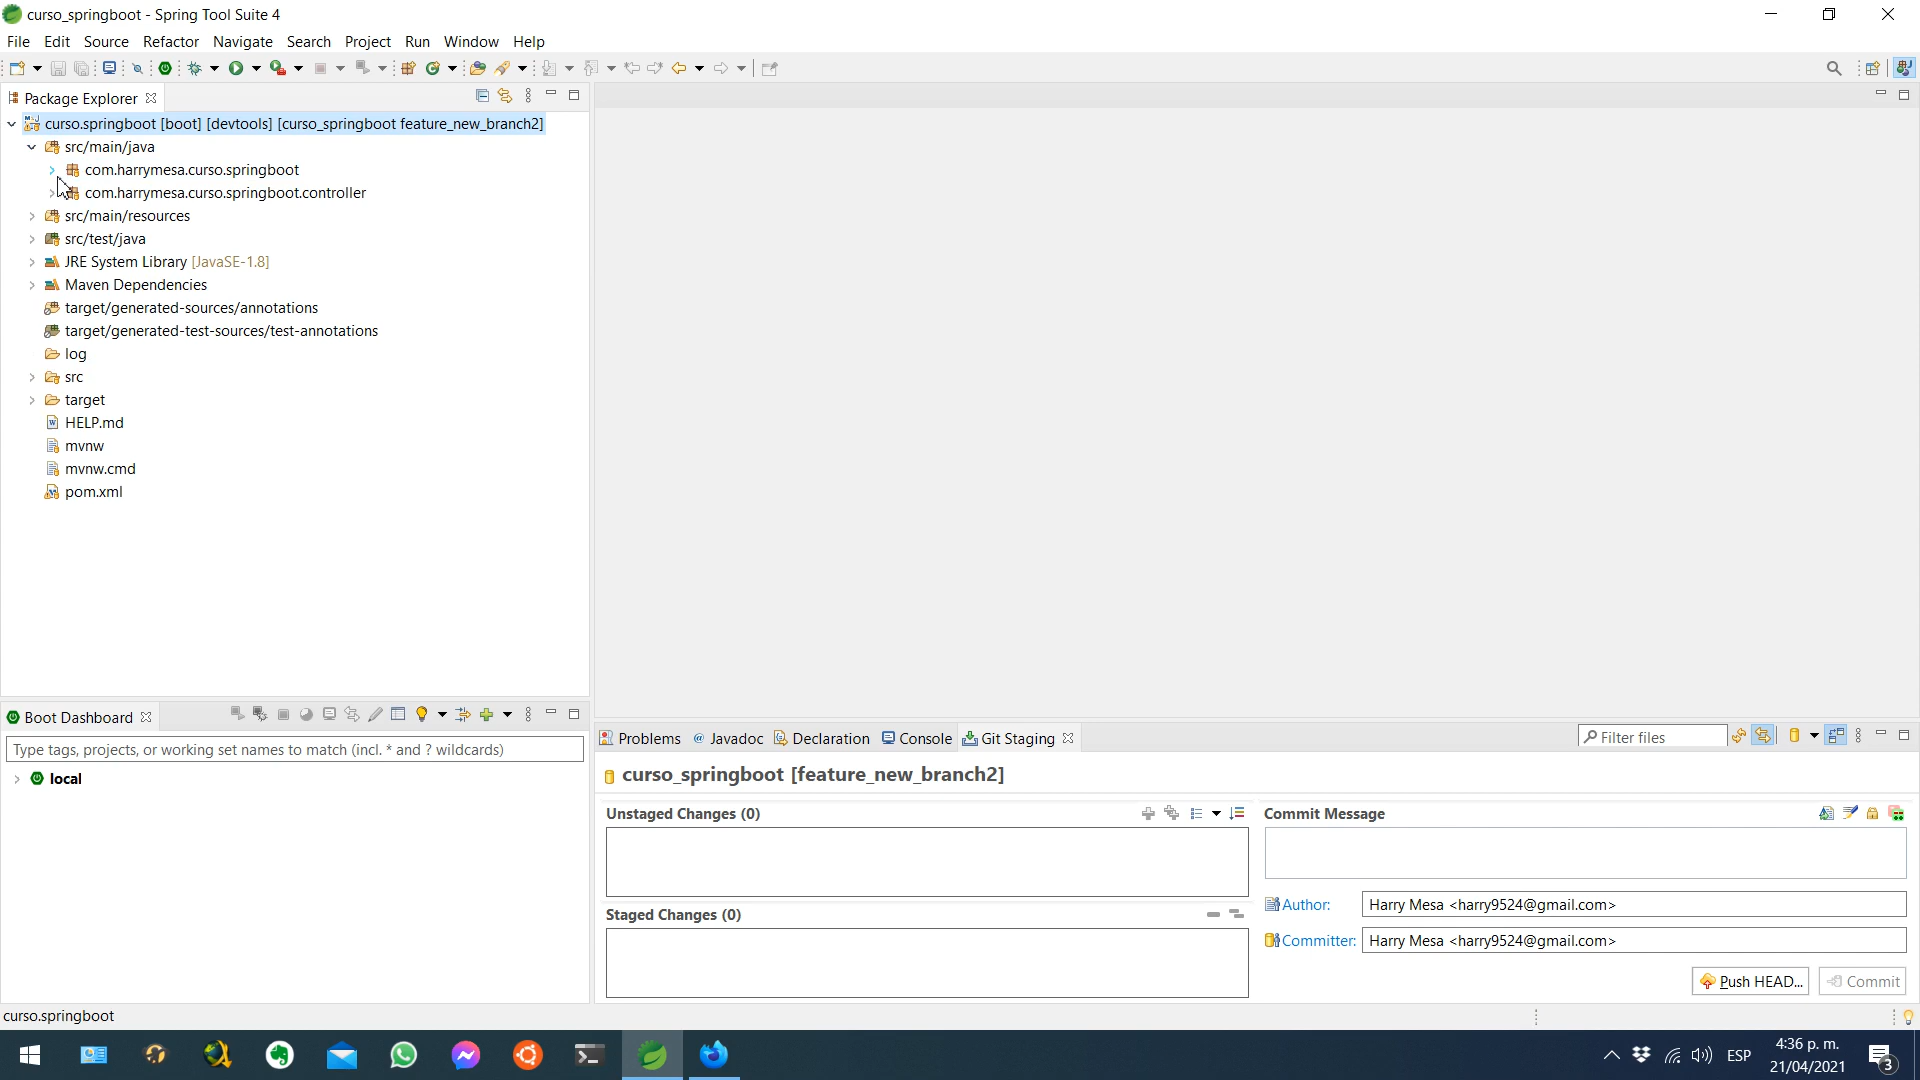 curso_springboot - Spring Tool Suite 4
File Edit Source Refactor Navigate Search Project Run Window Help
Package Explorer
curso.springboot [boot] [devtools] [curso_springboot feature_new_branch2]
src/main/java
com.harrymesa.curso.springboot
com.harrymesa.curso.springboot.controller
src/main/resources
src/test/java
JRE System Library [JavaSE-1.8]
Maven Dependencies
target/generated-sources/annotations
target/generated-test-sources/test-annotations
log
src
target
HELP.md
mvnw
mvnw.cmd
pom.xml
Boot Dashboard
Type tags, projects, or working set names to match (incl. * and ? wildcards)
local
Problems @ Javadoc Declaration Console Git Staging
Filter files
curso_springboot [feature_new_branch2]
Unstaged Changes (0)
Staged Changes (0)
Commit Message
Author: Harry Mesa <harry9524@gmail.com>
Committer: Harry Mesa <harry9524@gmail.com>
Push HEAD... Commit
curso.springboot
ESP
4:36 p. m.
21/04/2021
3